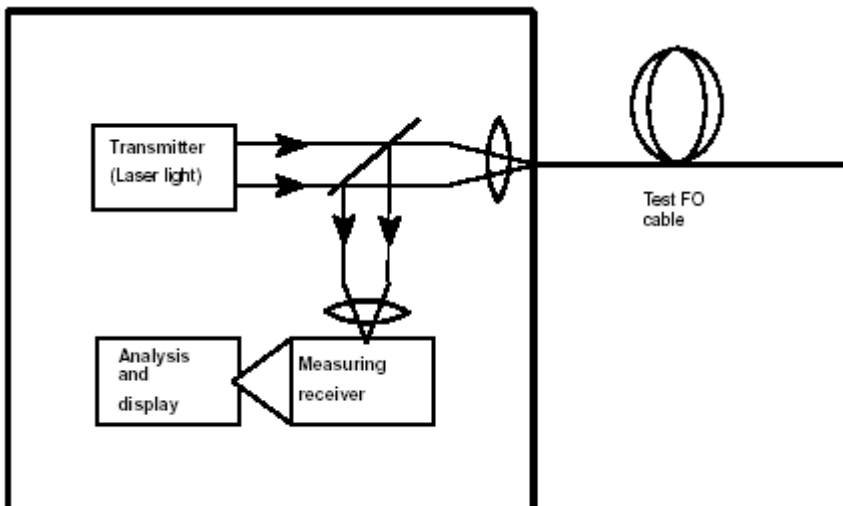 Transmitter
(Laser light)
Test FO
cable
Analysis
and
display
Measuring
receiver